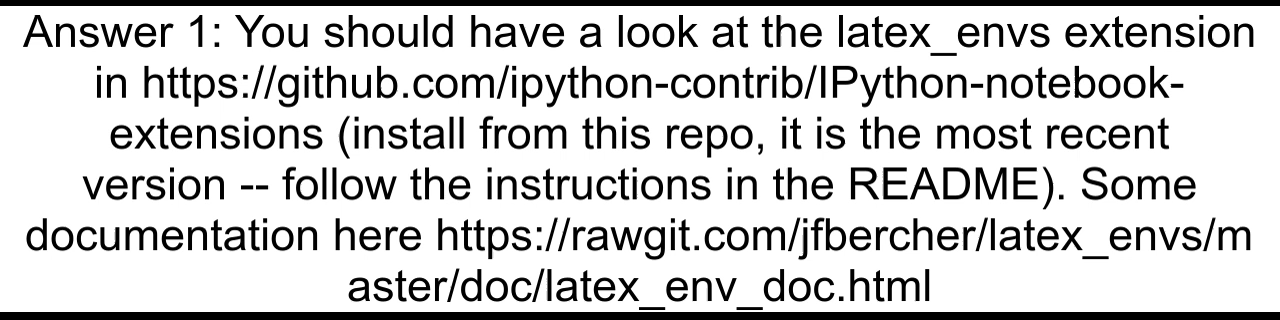 Answer 1: You should have a look at the latex_envs extension
in https://github.com/ipython-contrib/IPython-notebook-
extensions (install from this repo, it is the most recent
version -- follow the instructions in the README). Some
documentation here https://rawgit.com/jfbercher/latex_envs/m
aster/doc/latex_env_doc.html